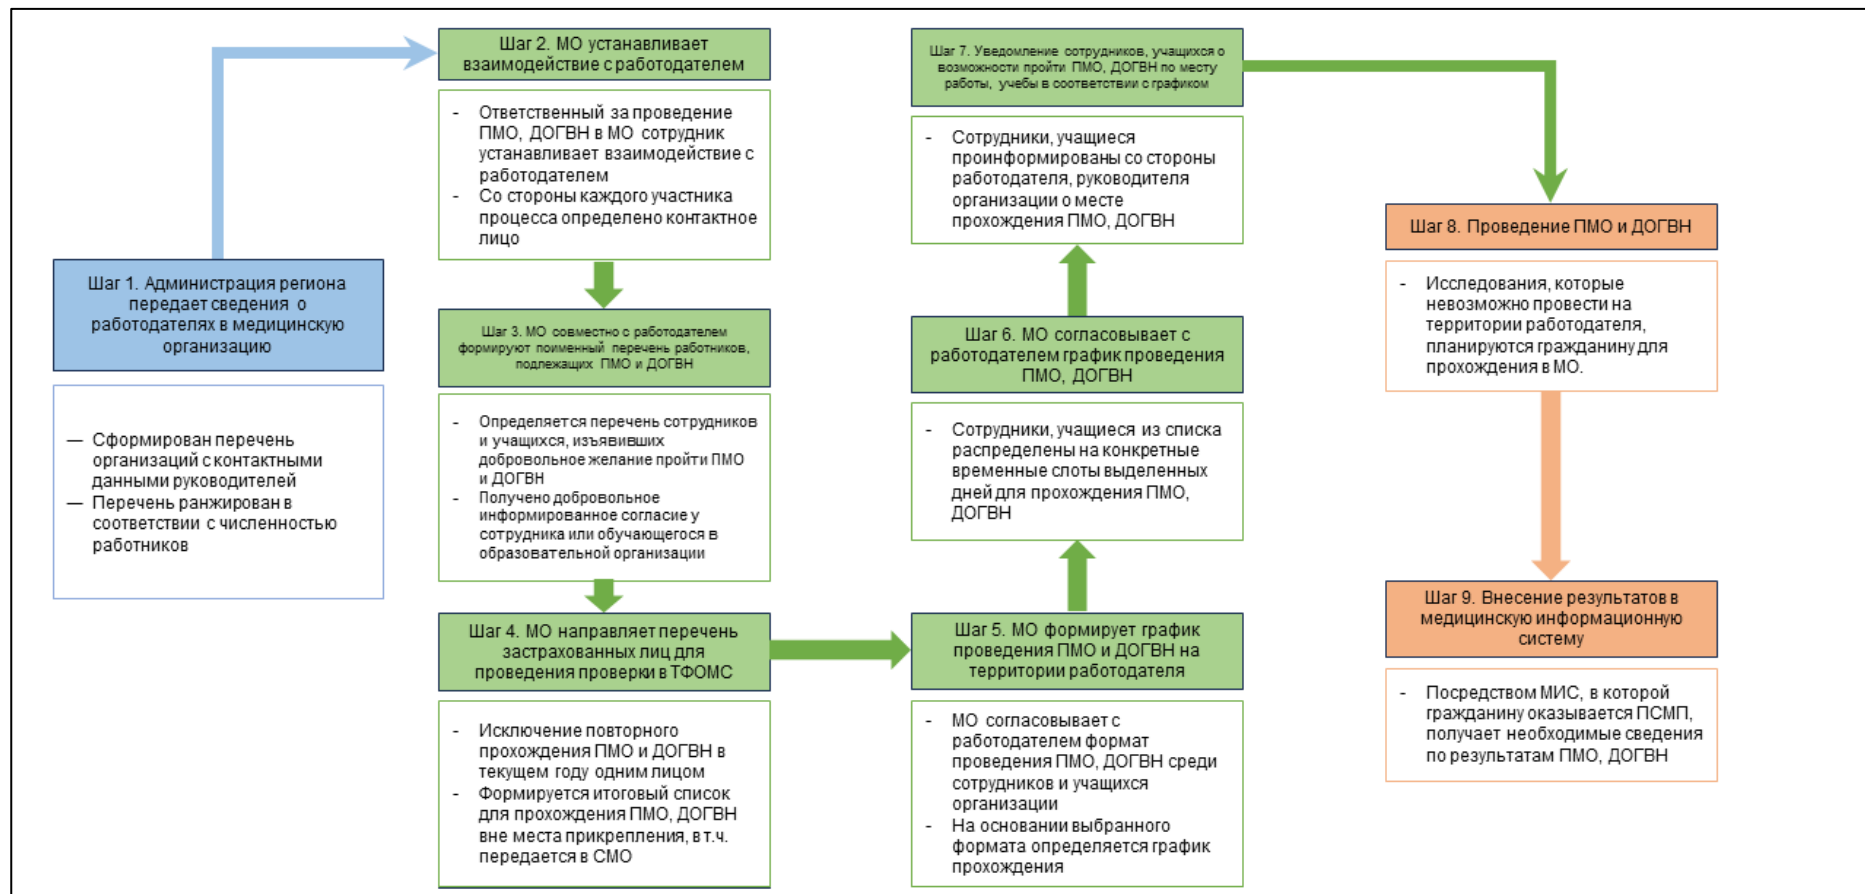 Шаг 1. Администрация региона
передает сведения о
работодателях в медицинскую
организацию
— Сформирован перечень
организаций с контактными
данными руководителей
— Перечень ранжирован в
соответствии с численностью
работников
Шаг 2. МО устанавливает
взаимодействие с работодателем
- Ответственный за проведение
ПМО, ДОГВН в МО сотрудник
устанавливает взаимодействие с
работодателем
- Со стороны каждого участника
процесса определено контактное
лицо
Шаг 3. МО совместно с работодателем
формируют поименный перечень работников,
подлежащих ПМО и ДОГВН
- Определяется перечень сотрудников
и учащихся, изъявивших
добровольное желание пройти ПМО
и ДОГВН
- Получено добровольное
информированное согласие у
сотрудника или обучающегося в
образовательной организации
Шаг 4. МО направляет перечень
застрахованных лиц для
проведения проверки в ТФОМС
- Исключение повторного
прохождения ПМО и ДОГВН в
текущем году одним лицом
- Формируется итоговый список
для прохождения ПМО, ДОГВН
вне места прикрепления, в т.ч.
передается в СМО
Шаг 5. МО формирует график
проведения ПМО и ДОГВН на
территории работодателя
- МО согласовывает с
работодателем формат
проведения ПМО, ДОГВН среди
сотрудников и учащихся
организации
- На основании выбранного
формата определяется график
прохождения
Шаг 6. МО согласовывает с
работодателем график проведения
ПМО, ДОГВН
- Сотрудники, учащиеся из списка
распределены на конкретные
временные слоты выделенных
дней для прохождения ПМО,
ДОГВН
Шаг 7. Уведомление сотрудников, учащихся о
возможности пройти ПМО, ДОГВН по месту
работы, учебы в соответствии с графиком
- Сотрудники, учащиеся
проинформированы со стороны
работодателя, руководителя
организации о месте
прохождения ПМО, ДОГВН
Шаг 8. Проведение ПМО и ДОГВН
- Исследования, которые
невозможно провести на
территории работодателя,
планируются гражданину для
прохождения в МО.
Шаг 9. Внесение результатов в
медицинскую информационную
систему
- Посредством МИС, в которой
гражданину оказывается ПСМП,
получает необходимые сведения
по результатам ПМО, ДОГВН